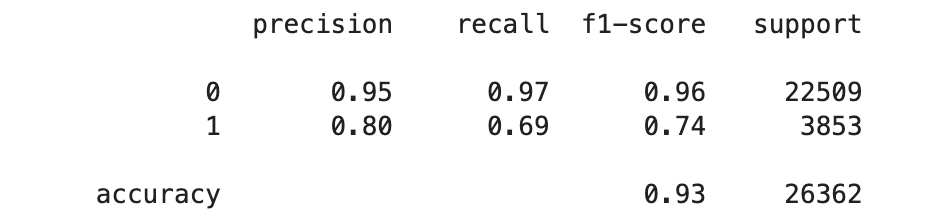 precision recall f1-score support
0 0.95 0.97 0.96 22509
1 0.80 0.69 0.74 3853
accuracy 0.93 26362